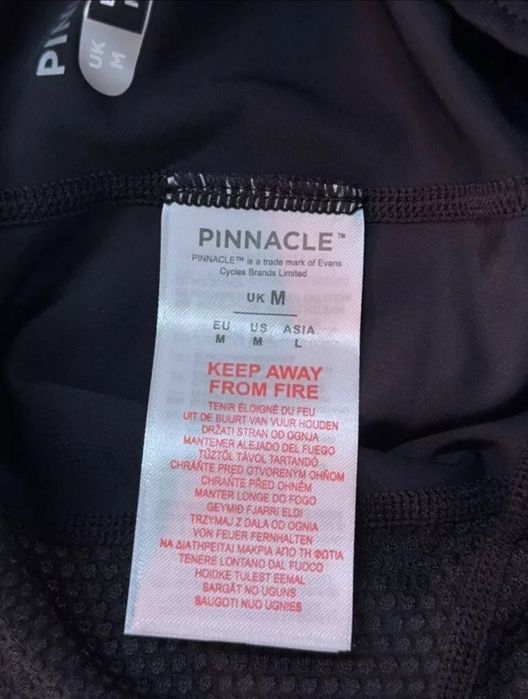 PIN
UK
M
PINNACLE™
PINNACLE™ is a trade mark of Evans
Cycles Brands Limited
UK M
EU US ASIA
M M L
KEEP AWAY
FROM FIRE
TENIR ÉLOIGNÉ DU FEU
UIT DE BUURT VAN VUUR HOUDEN
DRŽATI STRAN OD OGNJA
MANTENER ALEJADO DEL FUEGO
TŰZTŐL TÁVOL TARTANDÓ
CHRÁŇTE PRED OTVORENÝM OHŇOM
CHRAŇTE PŘED OHNĚM
MANTER LONGE DO FOGO
GEYMIÐ FJARRI ELDI
TRZYMAJ Z DALA OD OGNIA
VON FEUER FERNHALTEN
ΝΑ ΔΙΑΤΗΡΕΙΤΑΙ ΜΑΚΡΙΑ ΑΠΟ ΤΗ ΦΩΤΙΑ
TENERE LONTANO DAL FUOCO
HOIDKE TULEST EEMAL
SARGĀT NO UGUNS
SAUGOTI NUO UGNIES